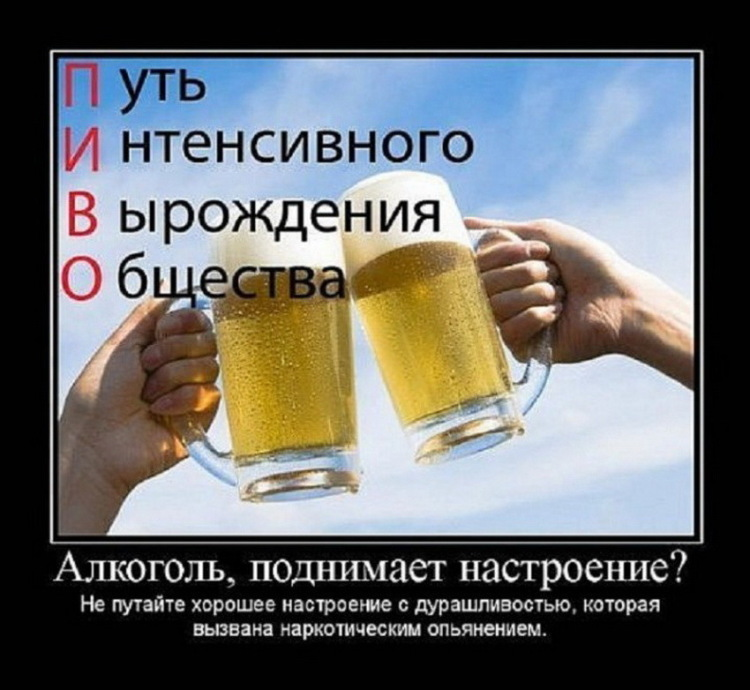 Путь
Интенсивного
Вырождения
Общества
Алкоголь, поднимает настроение?
Не путайте хорошее настроение с дурашливостью, которая
вызвана наркотическим опьянением.